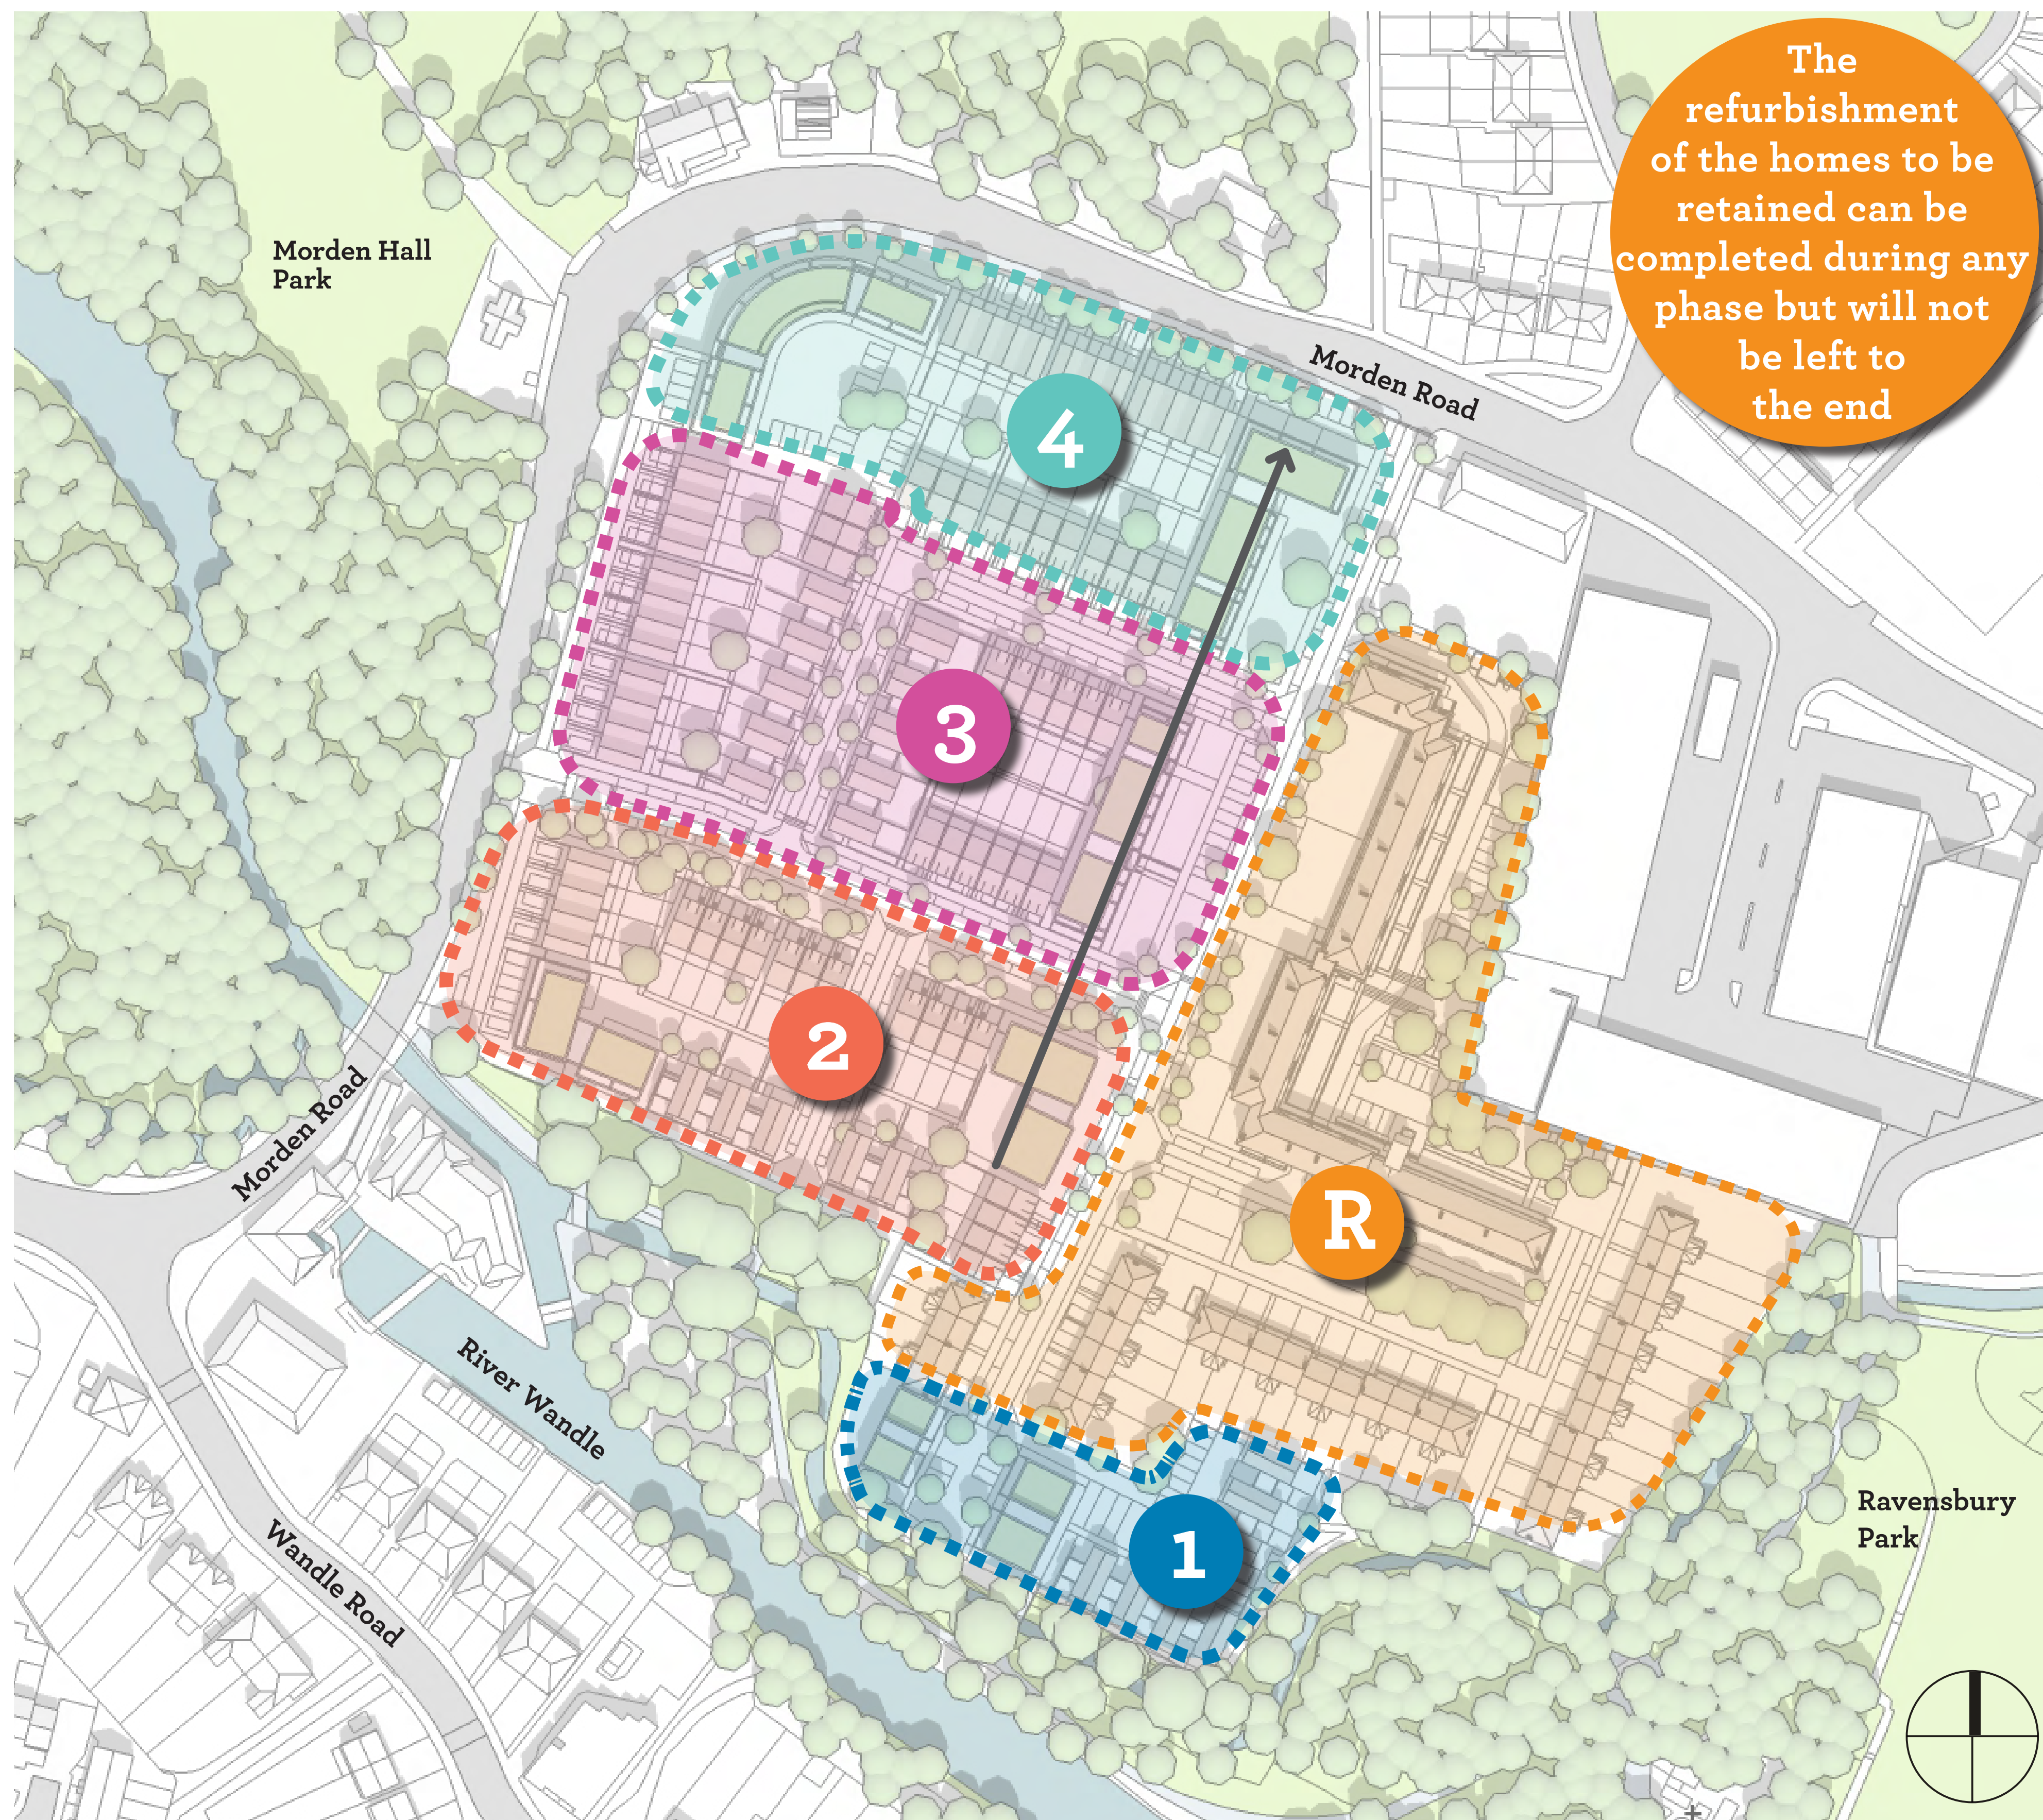 The
refurbishment
of the homes to be
retained can be
completed during any
phase but will not
be left to
the end
Morden Hall
Park
Morden Road
4
3
2
Morden Road
R
River Wandle
1
Ravensbury
Park
Wandle Road